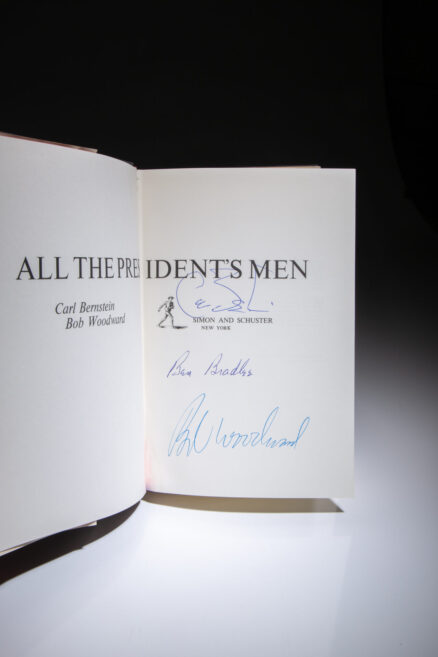 ALL THE PRESIDENT'S MEN
Carl Bernstein
Bob Woodward
SIMON AND SCHUSTER
NEW YORK
Ben Bradlee
Bob Woodward